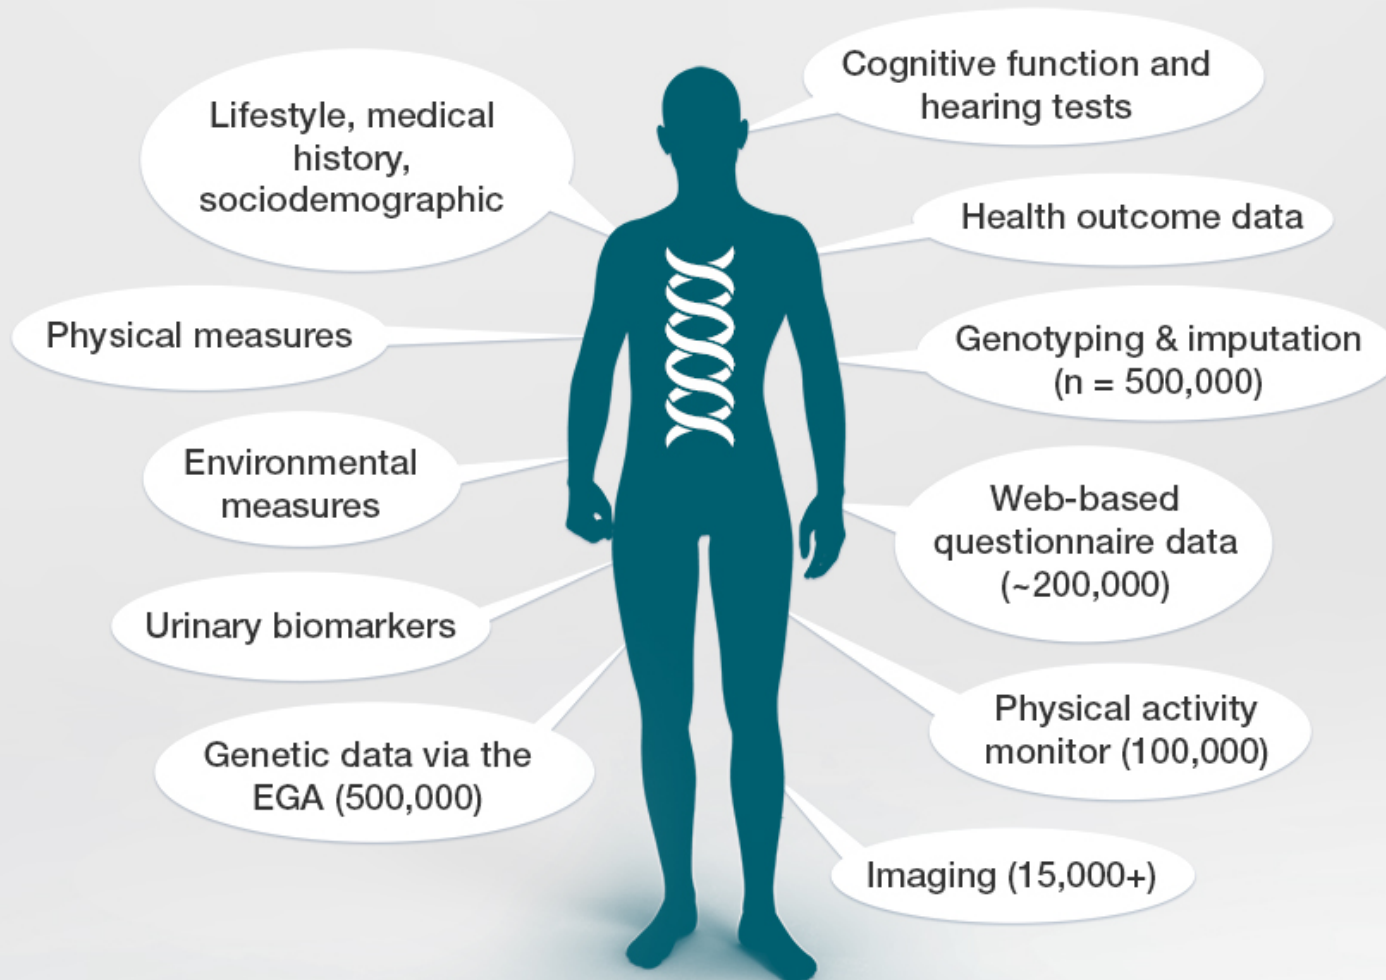 Lifestyle, medical
history,
sociodemographic
Physical measures
Environmental
measures
Urinary biomarkers
Genetic data via the
EGA (500,000)
Cognitive function and
hearing tests
Health outcome data
Genotyping & imputation
(n = 500,000)
Web-based
questionnaire data
(~200,000)
Physical activity
monitor (100,000)
Imaging (15,000+)